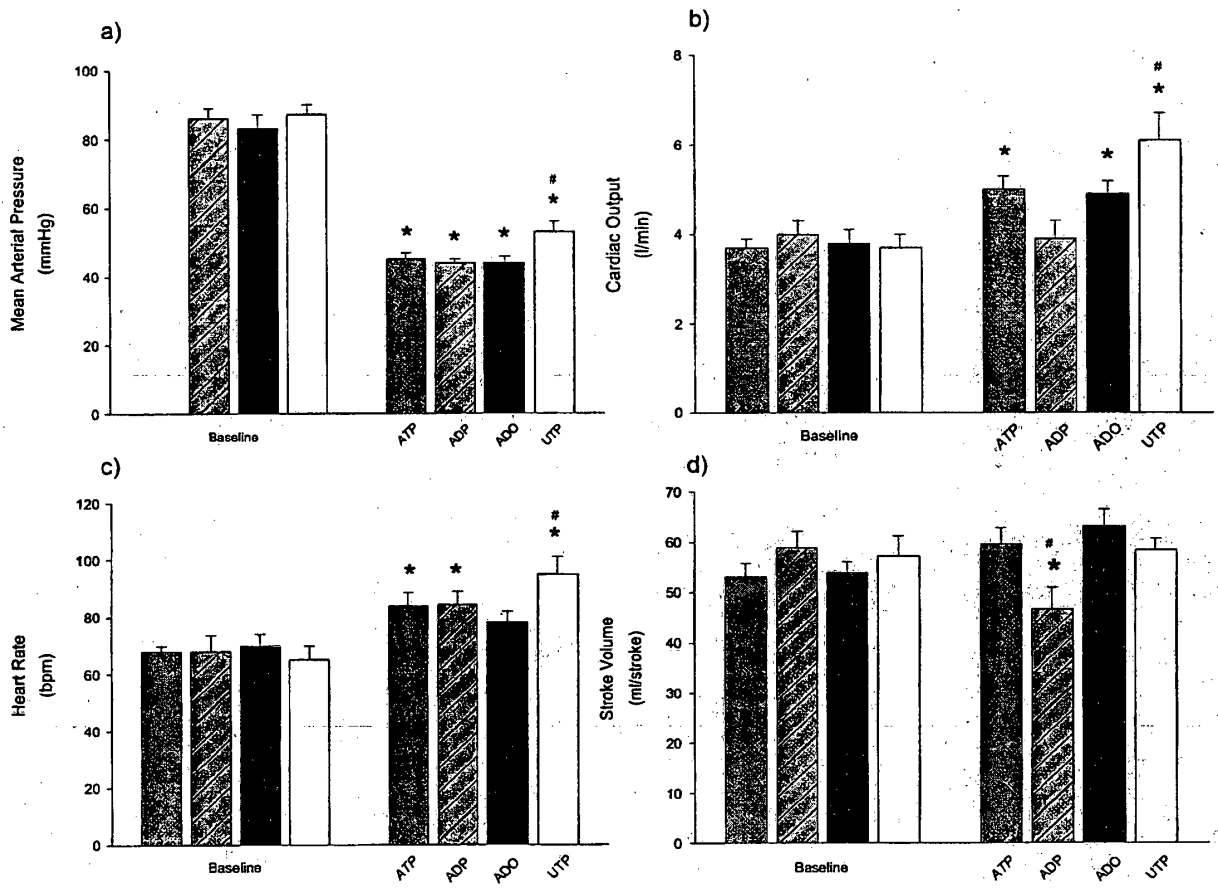 a)
Mean Arterial Pressure
(mmHg)
100
80
60
40
20
0
* * * # *
Baseline
ATP ADP ADO UTP
b)
Cardiac Output
(l/min)
8
6
4
2
0
* * # *
Baseline
ATP ADP ADO UTP
c)
Heart Rate
(bpm)
120
100
80
60
40
20
0
* * # *
Baseline
ATP ADP ADO UTP
d)
Stroke Volume
(ml/stroke)
70
60
50
40
30
20
10
0
# *
Baseline
ATP ADP ADO UTP